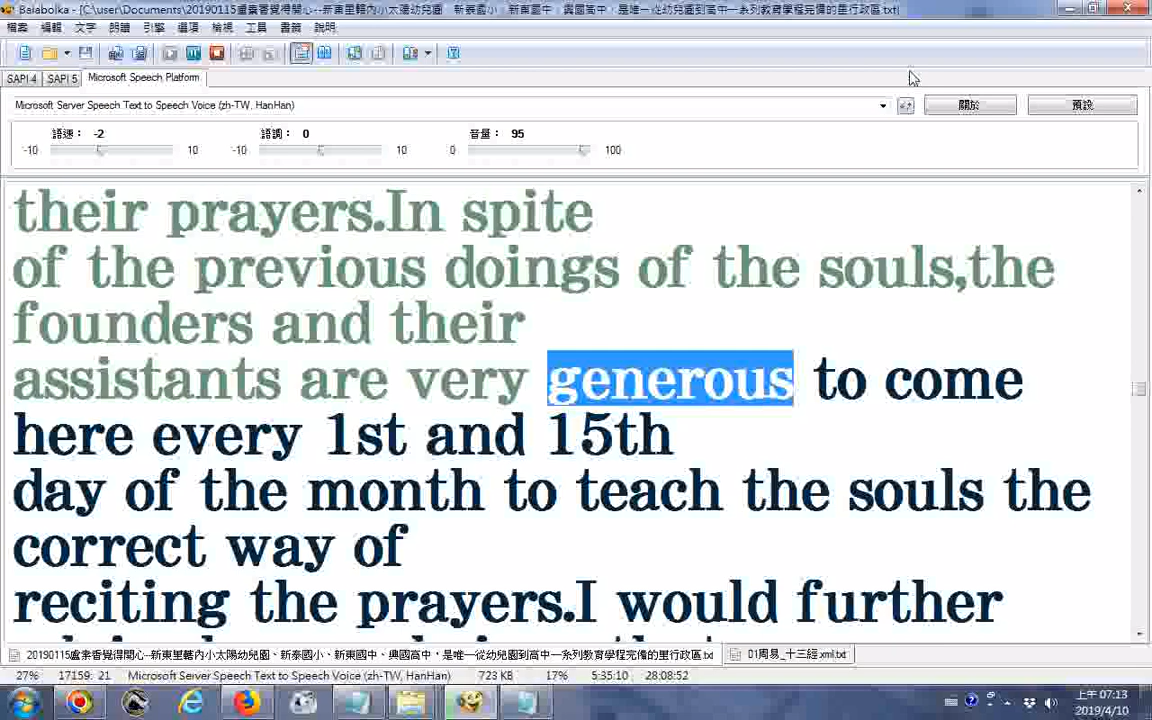 Balabolka - [C:\user\Documents\20190115盧素香覺得開心--新東里轄內小太陽幼兒園、新泰國小、新東國中、興國高中，是唯一從幼兒園到高中一系列教育學程完備的里行政區.txt]
檔案 編輯 文字 朗讀 引擎 選項 檢視 工具 書籤 說明
SAPI 4 SAPI 5 Microsoft Speech Platform
Microsoft Server Speech Text to Speech Voice (zh-TW, HanHan) 關於 預設
語速： -2 語調： 0 音量： 95
-10 10 -10 10 0 100
their prayers.In spite
of the previous doings of the souls,the
founders and their
assistants are very generous to come
here every 1st and 15th
day of the month to teach the souls the
correct way of
reciting the prayers.I would further
20190115盧素香覺得開心--新東里轄內小太陽幼兒園、新泰國小、新東國中、興國高中，是唯一從幼兒園到高中一系列教育學程完備的里行政區.txt 01周易_十三經.xml.txt
27% 17159: 21 Microsoft Server Speech Text to Speech Voice (zh-TW, HanHan) 723 KB 17% 5:35:10 28:08:52
上午 07:13
2019/4/10